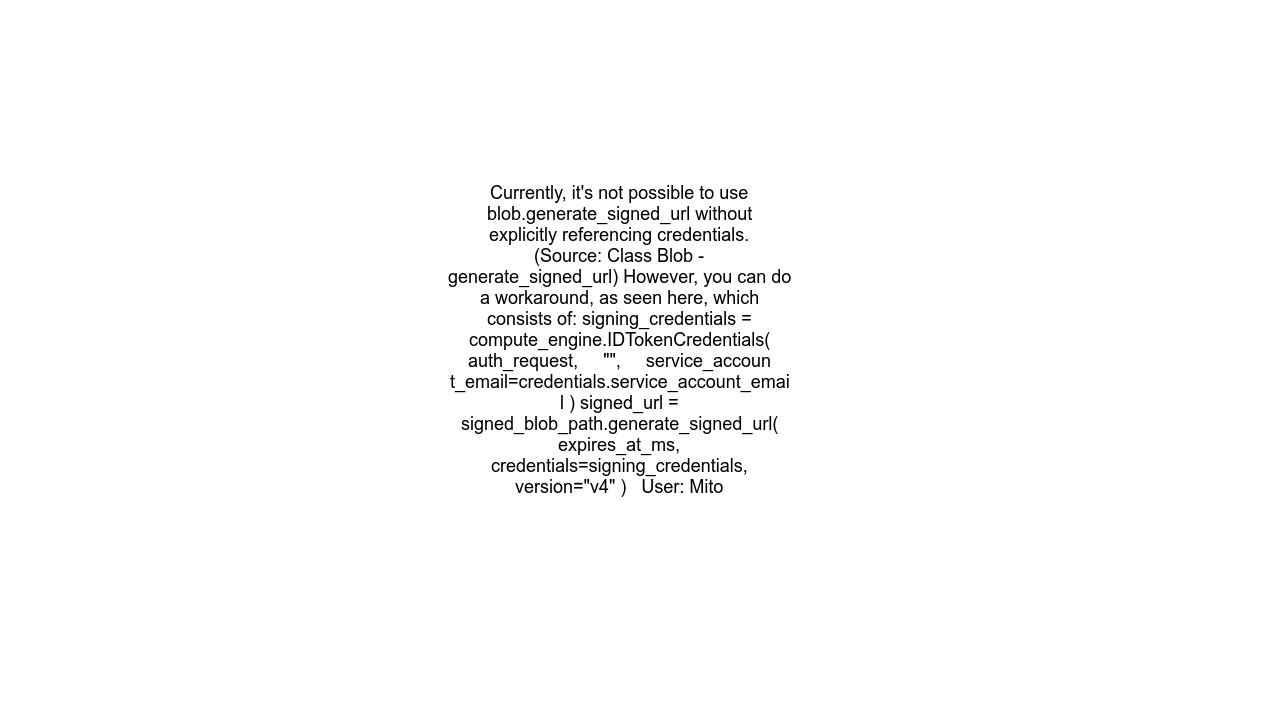 Currently, it's not possible to use
blob.generate_signed_url without
explicitly referencing credentials.
(Source: Class Blob -
generate_signed_url) However, you can do
a workaround, as seen here, which
consists of: signing_credentials =
compute_engine.IDTokenCredentials(
auth_request,     "",     service_accoun
t_email=credentials.service_account_emai
l ) signed_url =
signed_blob_path.generate_signed_url(
expires_at_ms,
credentials=signing_credentials,
version="v4" )   User: Mito